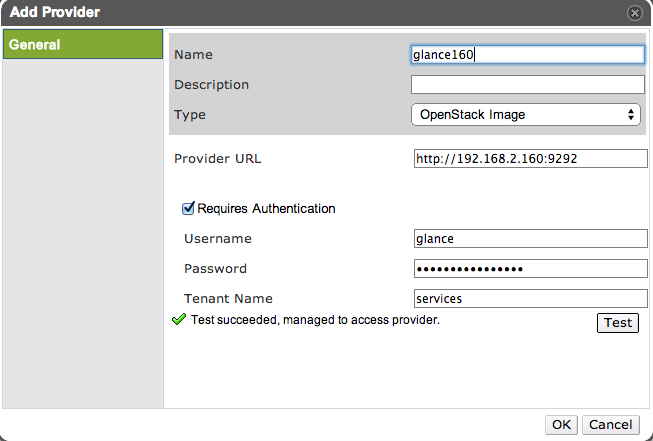 Add Provider
General
Name glance160
Description
Type OpenStack Image
Provider URL http://192.168.2.160:9292
Requires Authentication
Username glance
Password ••••••••••••••••
Tenant Name services
Test succeeded, managed to access provider. Test
OK Cancel